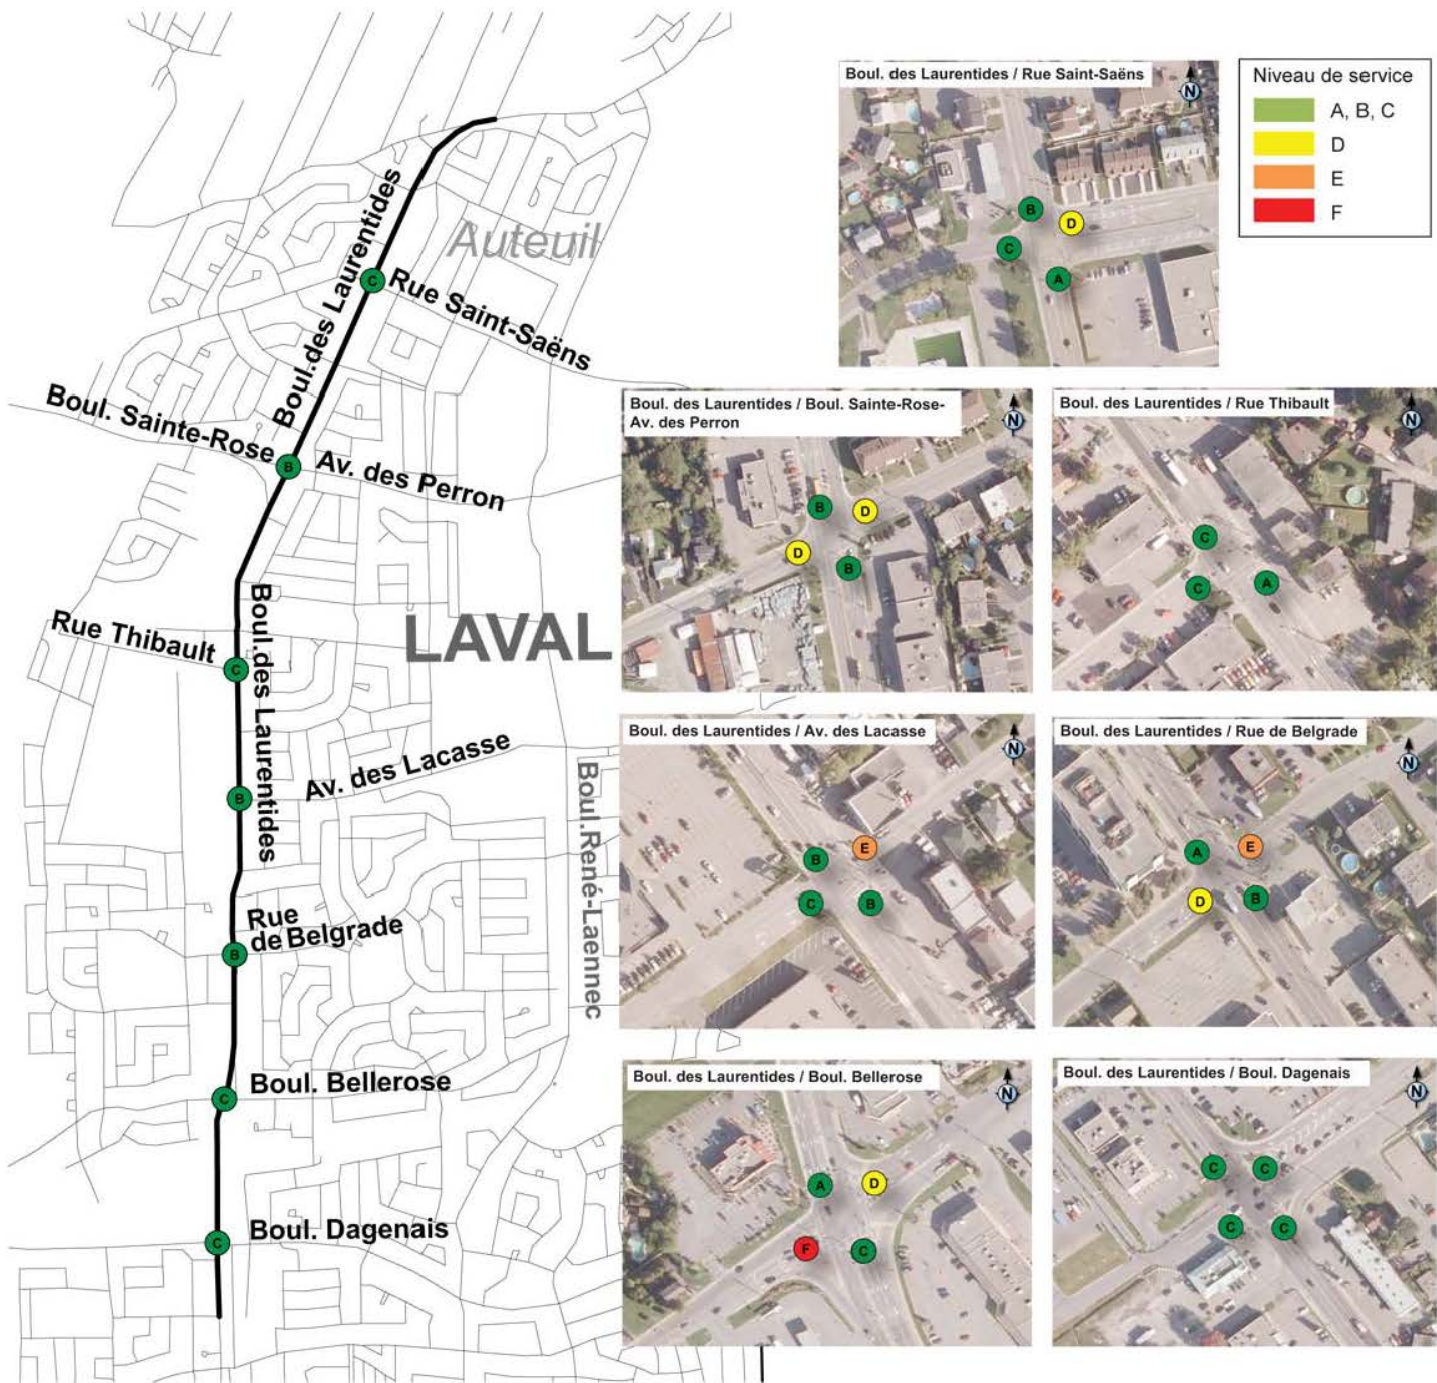 Boul. des Laurentides / Rue Saint-Saëns
N
B
D
C
A
Niveau de service
A, B, C
D
E
F
Boul.des Laurentides
Auteuil
C
Rue Saint-Saëns
Boul. Sainte-Rose
B
Av. des Perron
Boul.des Laurentides
LAVAL
Rue Thibault
C
Av. des Lacasse
B
Boul.René-Laennec
Rue
de Belgrade
B
Boul. Bellerose
C
Boul. Dagenais
C
Boul. des Laurentides / Boul. Sainte-Rose-
Av. des Perron
N
B
D
D
B
Boul. des Laurentides / Rue Thibault
N
C
C
A
Boul. des Laurentides / Av. des Lacasse
N
B
E
C
B
Boul. des Laurentides / Rue de Belgrade
N
A
E
D
B
Boul. des Laurentides / Boul. Bellerose
N
A
D
F
C
Boul. des Laurentides / Boul. Dagenais
N
C
C
C
C